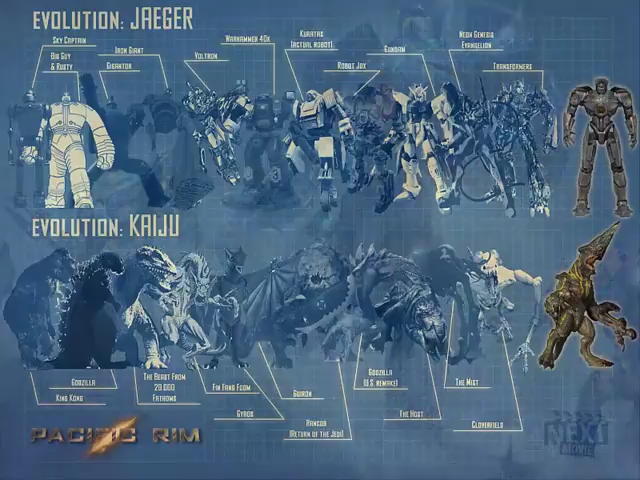 EVOLUTION: JAEGER
SKY CAPTAIN
BIG GUY
& RUSTY
IRON GIANT
GIGANTOR
VOLTRON
WARHAMMER 40K
KURATAS
(ACTUAL ROBOT)
ROBOT JOX
GUNDAM
NEON GENESIS
EVANGELION
TRANSFORMERS
EVOLUTION: KAIJU
GODZILLA
KING KONG
THE BEAST FROM
20.000
FATHOMS
FIN FANG FOOM
GYAOS
GUIRON
RANCOR
(RETURN OF THE JEDI)
GODZILLA
(U.S. REMAKE)
THE HOST
THE MIST
CLOVERFIELD
PACIFIC RIM
NEXT
MOVIE